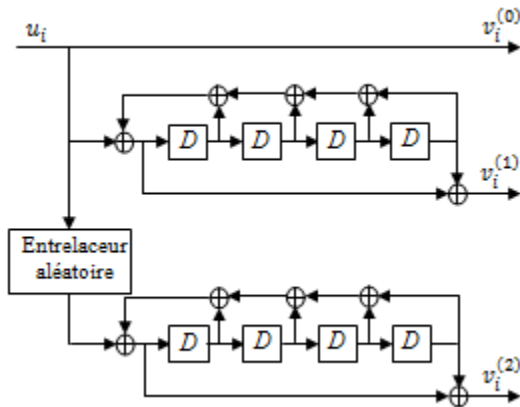 u_i v_i^(0)
D D D D
v_i^(1)
Entrelaceur
aléatoire
D D D D
v_i^(2)